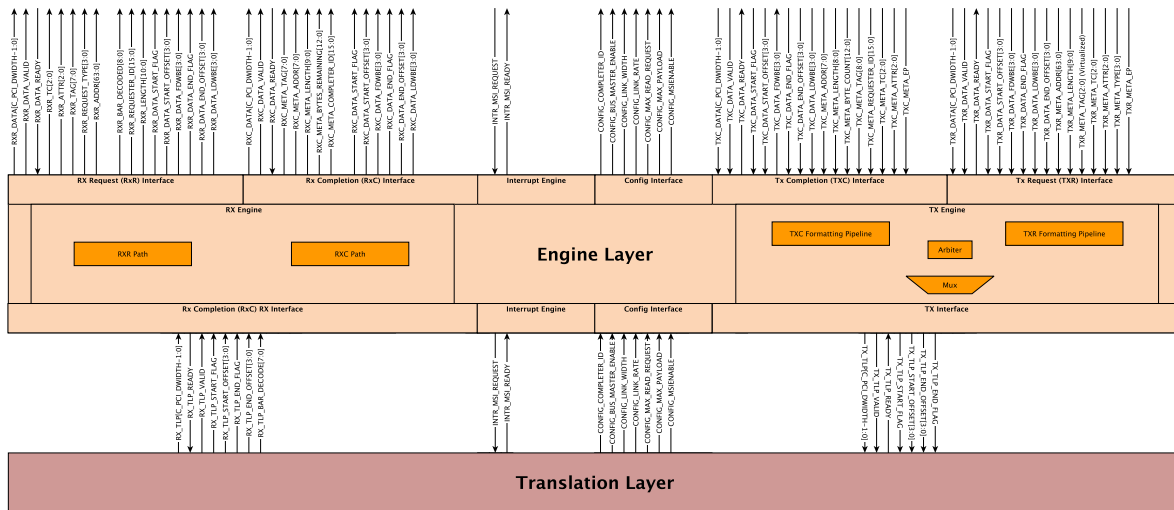 RXR_DATA[C_PCI_DWIDTH-1:0]
RXR_DATA_VALID
RXR_DATA_READY
RXR_TC[2:0]
RXR_ATTR[2:0]
RXR_TAG[7:0]
RXR_REQUEST_TYPE[3:0]
RXR_ADDR[63:0]
RXR_BAR_DECODED[8:0]
RXR_REQUESTER_ID[15:0]
RXR_LENGTH[10:0]
RXR_DATA_START_FLAG
RXR_DATA_START_OFFSET[3:0]
RXR_DATA_FDWBE[3:0]
RXR_DATA_END_FLAG
RXR_DATA_END_OFFSET[3:0]
RXR_DATA_LDWBE[3:0]
RXC_DATA[C_PCI_DWIDTH-1:0]
RXC_DATA_VALID
RXC_DATA_READY
RXC_META_TAG[7:0]
RXC_META_ADDR[7:0]
RXC_META_LENGTH[9:0]
RXC_META_BYTES_REMAINING[12:0]
RXC_META_COMPLETER_ID[15:0]
RXC_DATA_START_FLAG
RXC_DATA_START_OFFSET[3:0]
RXC_DATA_FDWBE[3:0]
RXC_DATA_END_FLAG
RXC_DATA_END_OFFSET[3:0]
RXC_DATA_LDWBE[3:0]
INTR_MSI_REQUEST
INTR_MSI_READY
CONFIG_COMPLETER_ID
CONFIG_BUS_MASTER_ENABLE
CONFIG_LINK_WIDTH
CONFIG_LINK_RATE
CONFIG_MAX_READ_REQUEST
CONFIG_MAX_PAYLOAD
CONFIG_MSIENABLE
TXC_DATA[C_PCI_DWIDTH-1:0]
TXC_DATA_VALID
TXC_DATA_READY
TXC_DATA_START_FLAG
TXC_DATA_START_OFFSET[3:0]
TXC_DATA_FDWBE[3:0]
TXC_DATA_END_FLAG
TXC_DATA_END_OFFSET[3:0]
TXC_DATA_LDWBE[3:0]
TXC_META_ADDR[7:0]
TXC_META_LENGTH[8:0]
TXC_META_BYTE_COUNT[12:0]
TXC_META_TAG[8:0]
TXC_META_REQUESTER_ID[15:0]
TXC_META_TC[2:0]
TXC_META_ATTR[2:0]
TXC_META_EP
TXR_DATA[C_PCI_DWIDTH-1:0]
TXR_DATA_VALID
TXR_DATA_READY
TXR_DATA_START_FLAG
TXR_DATA_START_OFFSET[3:0]
TXR_DATA_FDWBE[3:0]
TXR_DATA_END_FLAG
TXR_DATA_LDWBE[3:0]
TXR_DATA_END_OFFSET[3:0]
TXR_META_ADDR[63:0]
TXR_META_LENGTH[9:0]
TXR_META_TAG[2:0] (Virtualized)
TXR_META_TC[2:0]
TXR_META_ATTR[2:0]
TXR_META_TYPE[3:0]
TXR_META_EP
RX Request (RxR) Interface
Rx Completion (RxC) Interface
Interrupt Engine
Config Interface
Tx Completion (TXC) Interface
Tx Request (TXR) Interface
RX Engine
TX Engine
RXR Path
RXC Path
Engine Layer
TXC Formatting Pipeline
TXR Formatting Pipeline
Arbiter
Mux
Rx Completion (RxC) RX Interface
Interrupt Engine
Config Interface
TX Interface
RX_TLP[C_PCI_DWIDTH-1:0]
RX_TLP_READY
RX_TLP_VALID
RX_TLP_START_FLAG
RX_TLP_START_OFFSET[3:0]
RX_TLP_END_FLAG
RX_TLP_END_OFFSET[3:0]
RX_TLP_BAR_DECODE[7:0]
INTR_MSI_REQUEST
INTR_MSI_READY
CONFIG_COMPLETER_ID
CONFIG_BUS_MASTER_ENABLE
CONFIG_LINK_WIDTH
CONFIG_LINK_RATE
CONFIG_MAX_READ_REQUEST
CONFIG_MAX_PAYLOAD
CONFIG_MSIENABLE
TX_TLP[C_PCI_DWIDTH-1:0]
TX_TLP_VALID
TX_TLP_READY
TX_TLP_START_FLAG
TX_TLP_START_OFFSET[3:0]
TX_TLP_END_OFFSET[3:0]
TX_TLP_END_FLAG
Translation Layer